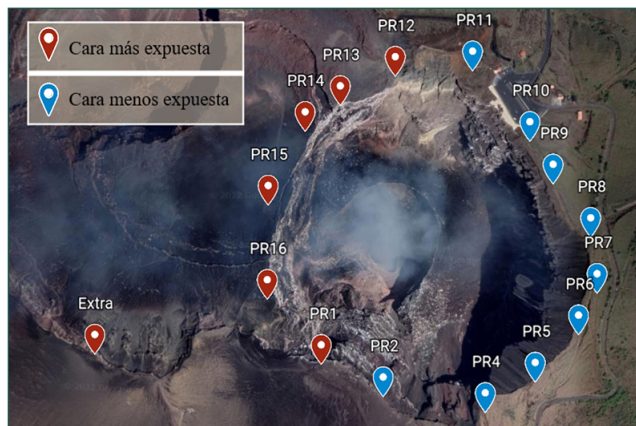 Cara más expuesta
Cara menos expuesta
PR11
PR12
PR13
PR14
PR10
PR9
PR15
PR8
PR7
PR16
PR6
Extra
PR1
PR5
PR2
PR4